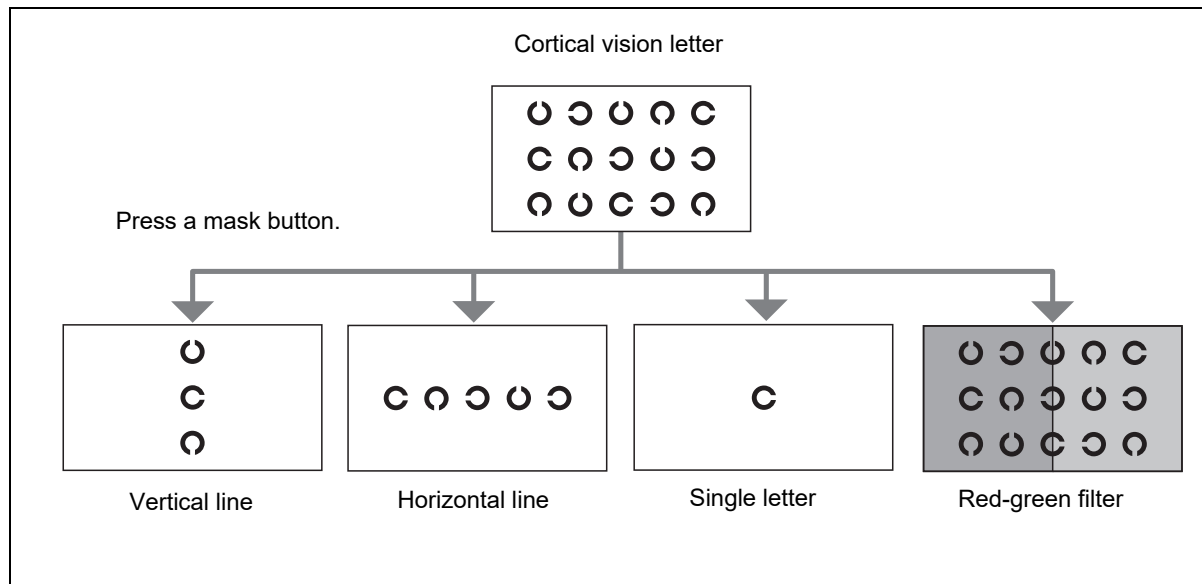 Cortical vision letter
Press a mask button.
Vertical line
Horizontal line
Single letter
Red-green filter